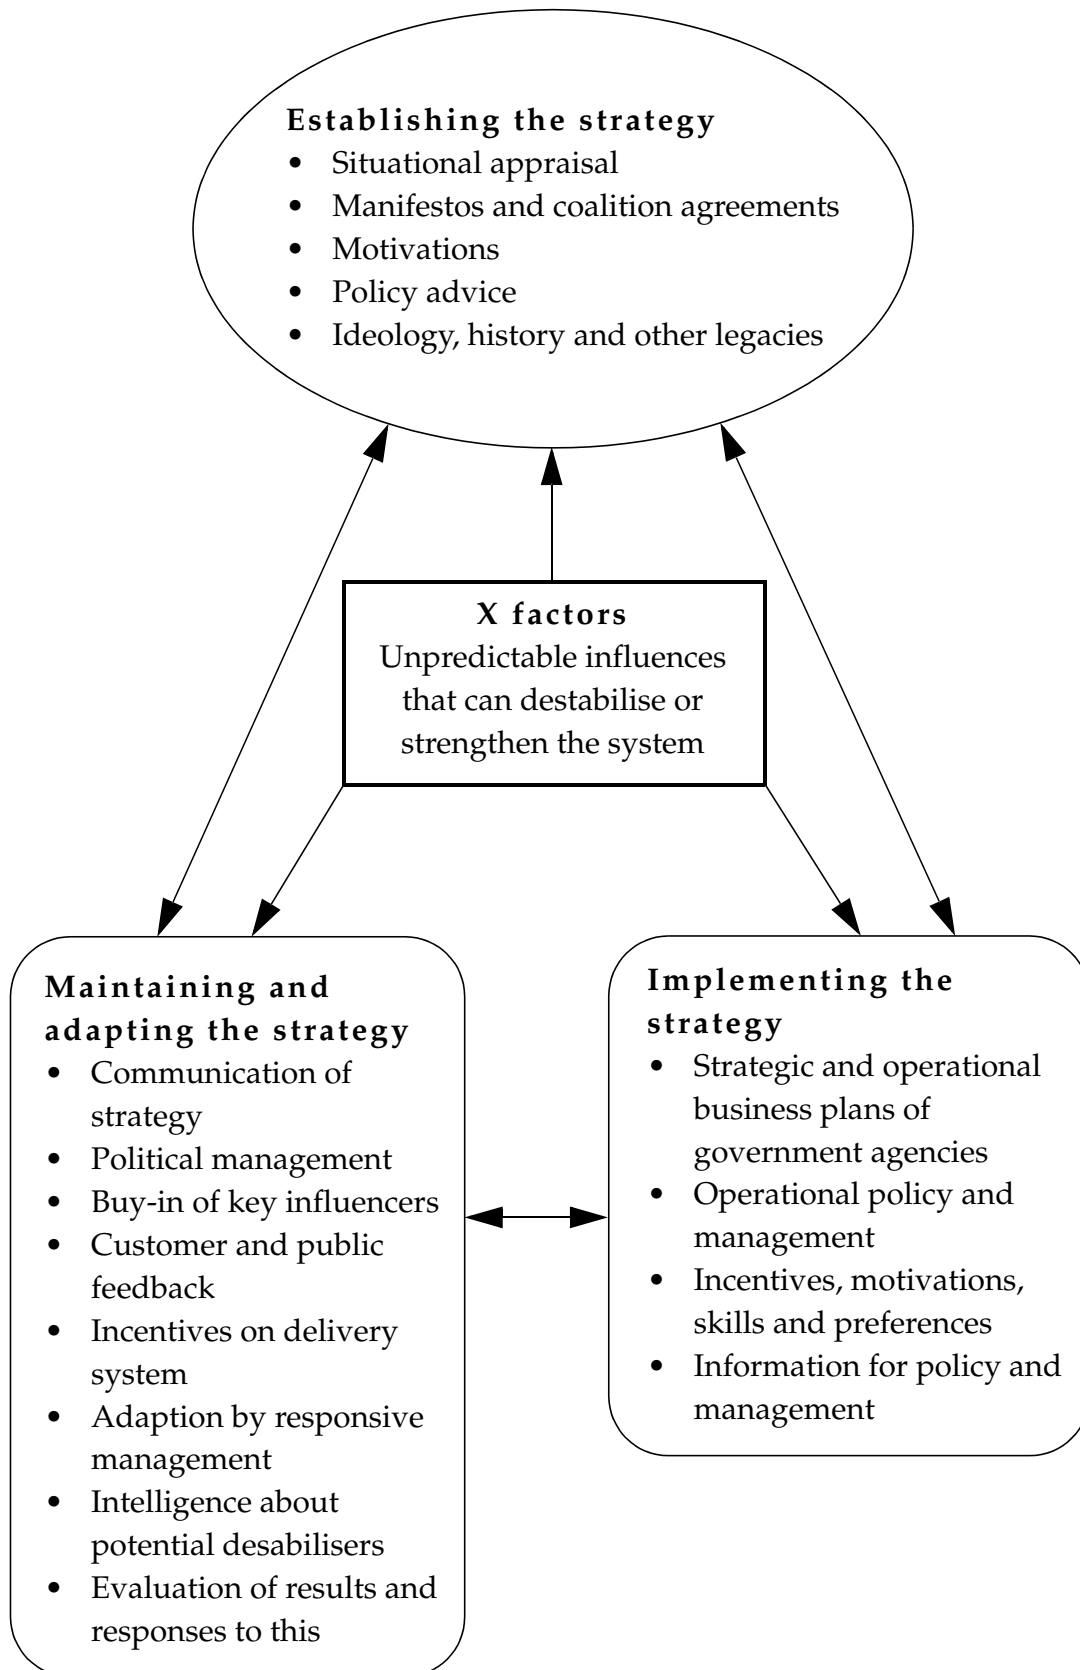 Establishing the strategy
• Situational appraisal
• Manifestos and coalition agreements
• Motivations
• Policy advice
• Ideology, history and other legacies
X factors
Unpredictable influences
that can destabilise or
strengthen the system
Maintaining and
adapting the strategy
• Communication of
strategy
• Political management
• Buy-in of key influencers
• Customer and public
feedback
• Incentives on delivery
system
• Adaption by responsive
management
• Intelligence about
potential desabilisers
• Evaluation of results and
responses to this
Implementing the
strategy
• Strategic and operational
business plans of
government agencies
• Operational policy and
management
• Incentives, motivations,
skills and preferences
• Information for policy and
management